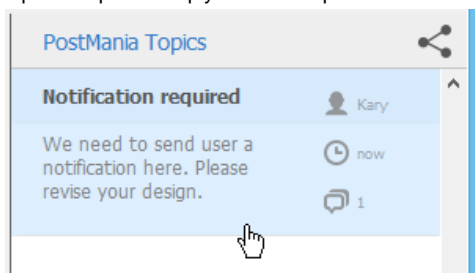 PostMania Topics
Notification required
Kary
We need to send user a
notification here. Please
revise your design.
now
1